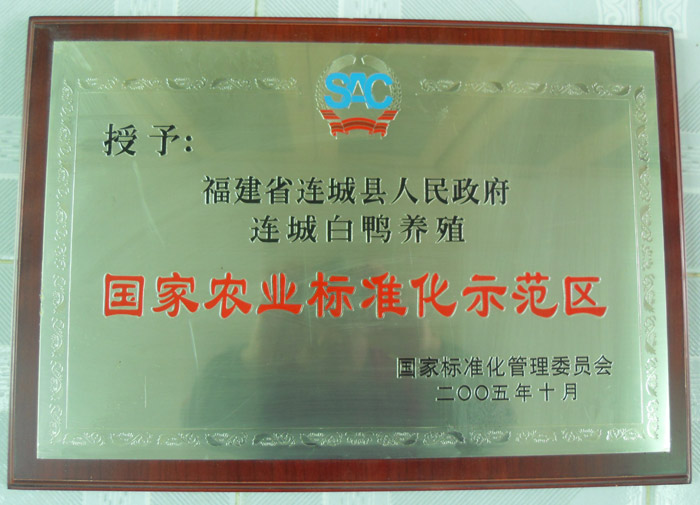 SAC
授予:
福建省连城县人民政府
连城白鸭养殖
国家农业标准化示范区
国家标准化管理委员会
二〇〇五年十月